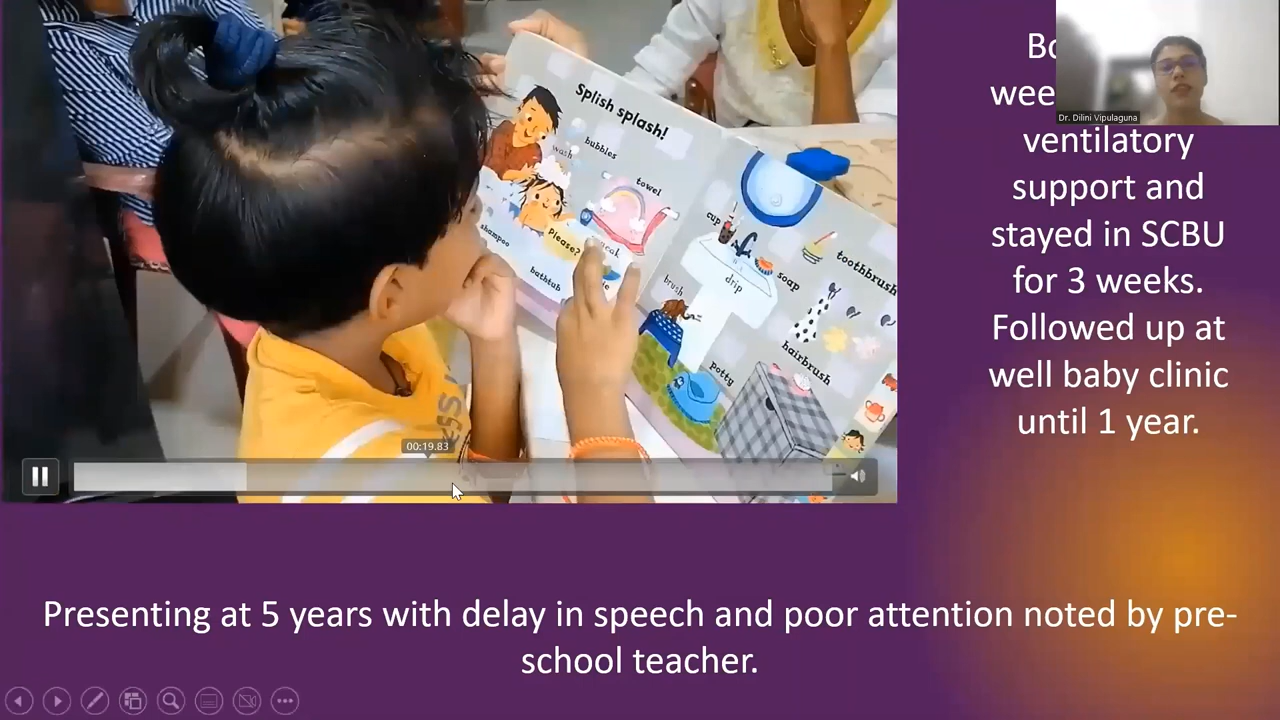 Bo
wee
ventilatory
support and
stayed in SCBU
for 3 weeks.
Followed up at
well baby clinic
until 1 year.
Dr. Dilini Vipulaguna
Splish splash!
wash
bubbles
towel
shampoo
Please?
bathtub
cup
drip
soap
toothbrush
brush
hairbrush
potty
00:19.83
Presenting at 5 years with delay in speech and poor attention noted by pre-
school teacher.